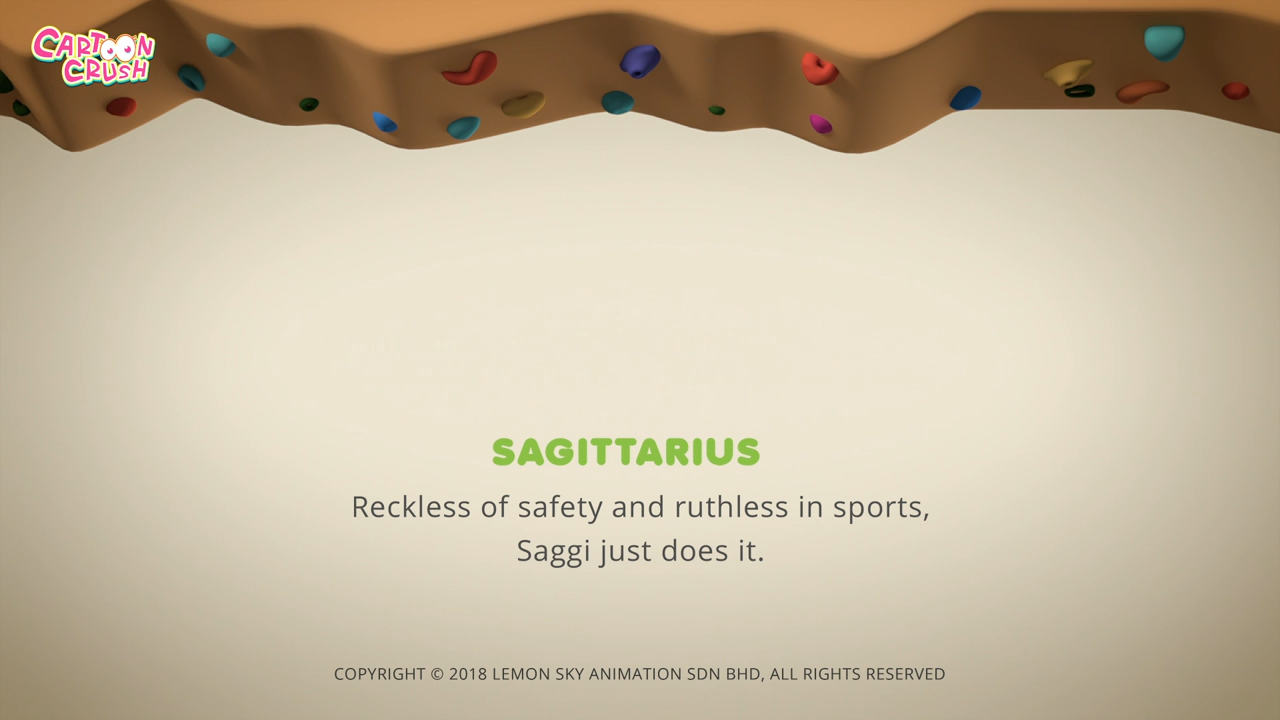 CARTOON
CRUSH
SAGITTARIUS
Reckless of safety and ruthless in sports,
Saggi just does it.
COPYRIGHT © 2018 LEMON SKY ANIMATION SDN BHD, ALL RIGHTS RESERVED